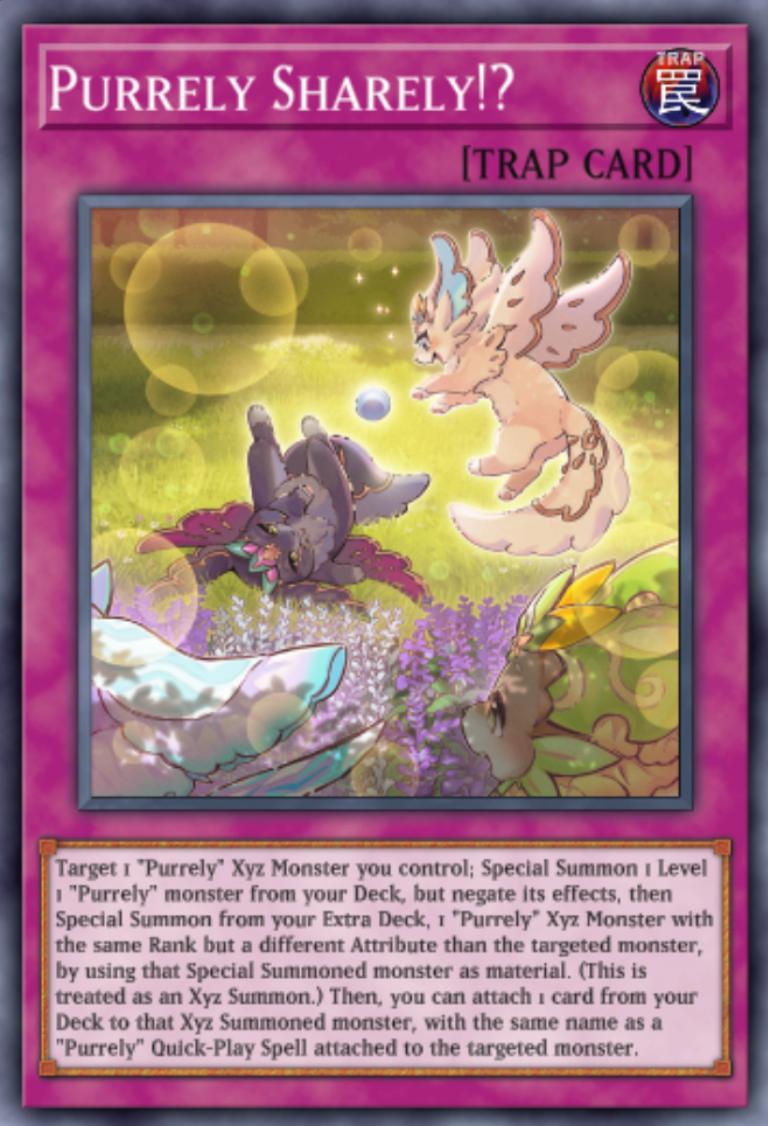 Purrely Sharely!?
TRAP
罠
[TRAP CARD]
Target 1 "Purrely" Xyz Monster you control; Special Summon 1 Level
1 "Purrely" monster from your Deck, but negate its effects, then
Special Summon from your Extra Deck, 1 "Purrely" Xyz Monster with
the same Rank but a different Attribute than the targeted monster,
by using that Special Summoned monster as material. (This is
treated as an Xyz Summon.) Then, you can attach 1 card from your
Deck to that Xyz Summoned monster, with the same name as a
"Purrely" Quick-Play Spell attached to the targeted monster.